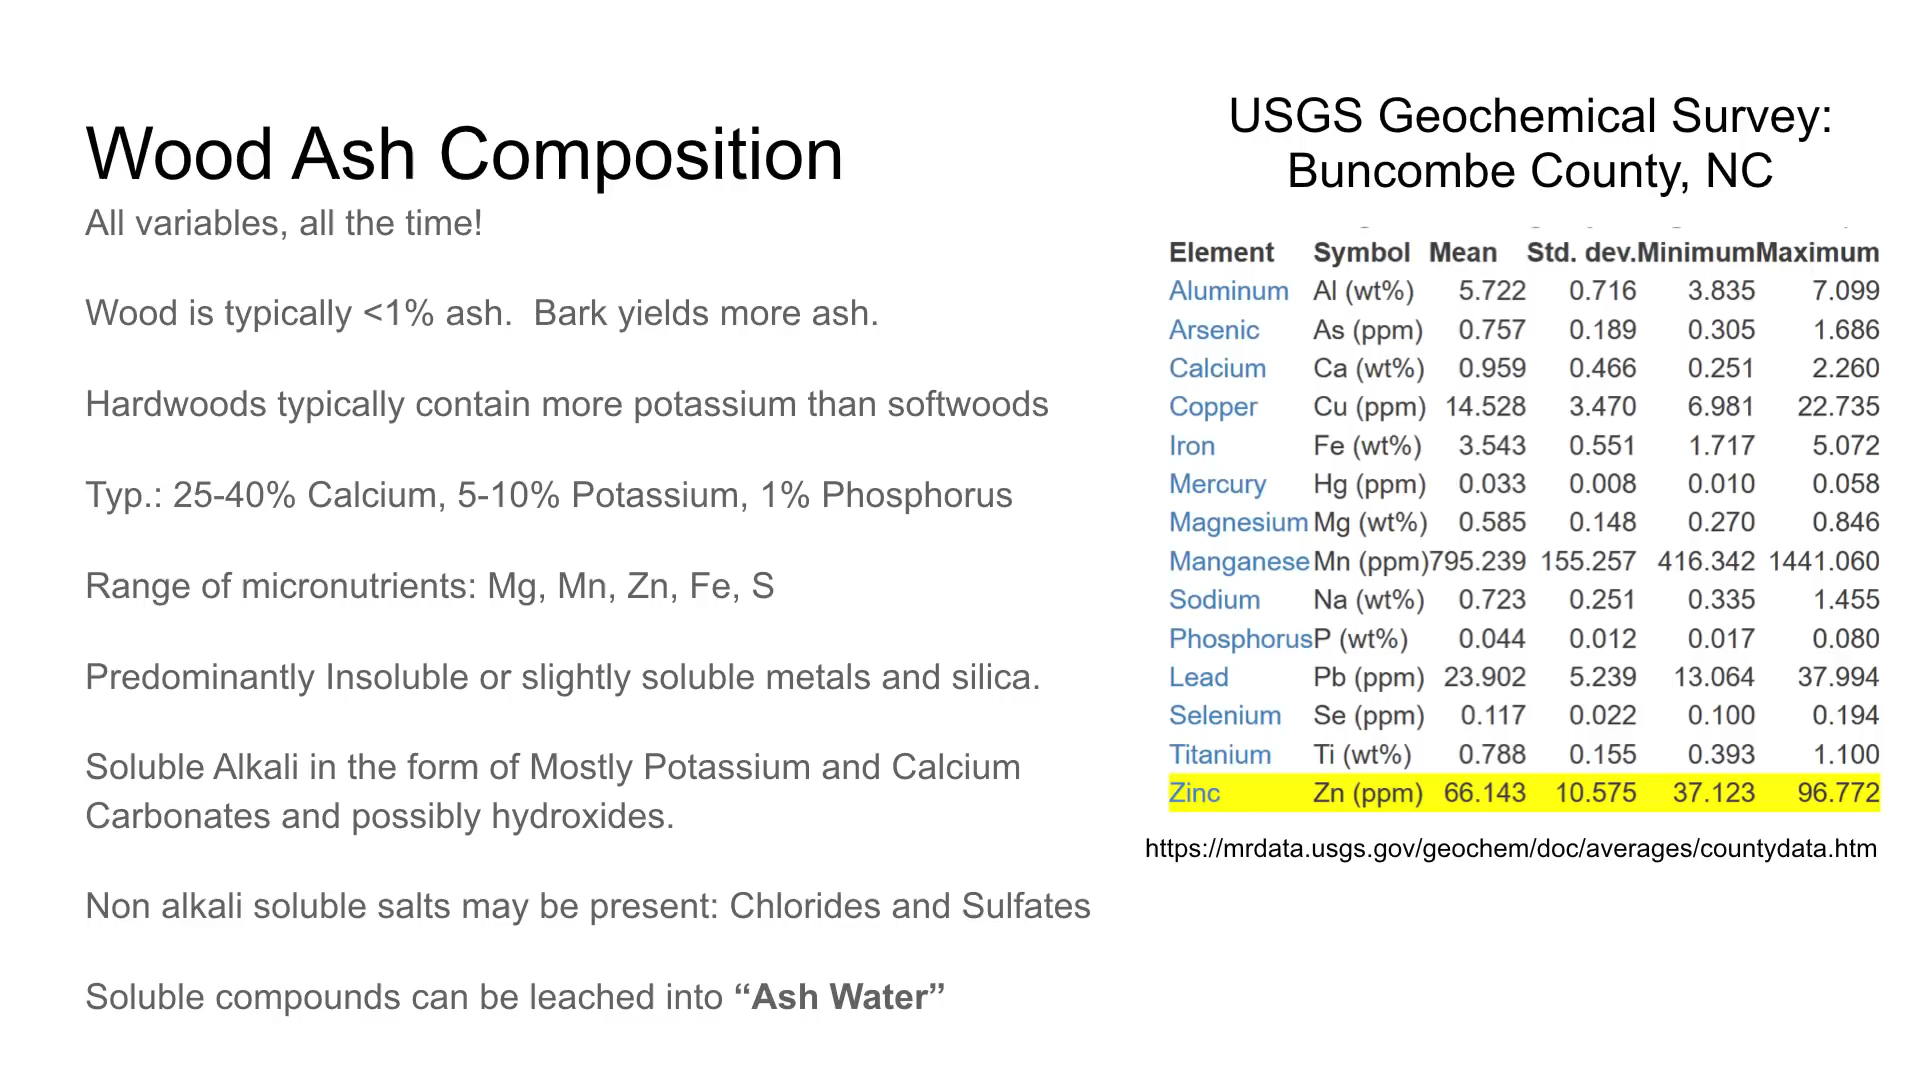 Wood Ash Composition
All variables, all the time!
Wood is typically <1% ash.  Bark yields more ash.
Hardwoods typically contain more potassium than softwoods
Typ.: 25-40% Calcium, 5-10% Potassium, 1% Phosphorus
Range of micronutrients: Mg, Mn, Zn, Fe, S
Predominantly Insoluble or slightly soluble metals and silica.
Soluble Alkali in the form of Mostly Potassium and Calcium
Carbonates and possibly hydroxides.
Non alkali soluble salts may be present: Chlorides and Sulfates
Soluble compounds can be leached into “Ash Water”
USGS Geochemical Survey:
Buncombe County, NC
Element Symbol Mean Std. dev. Minimum Maximum
Aluminum Al (wt%) 5.722 0.716 3.835 7.099
Arsenic As (ppm) 0.757 0.189 0.305 1.686
Calcium Ca (wt%) 0.959 0.466 0.251 2.260
Copper Cu (ppm) 14.528 3.470 6.981 22.735
Iron Fe (wt%) 3.543 0.551 1.717 5.072
Mercury Hg (ppm) 0.033 0.008 0.010 0.058
Magnesium Mg (wt%) 0.585 0.148 0.270 0.846
Manganese Mn (ppm) 795.239 155.257 416.342 1441.060
Sodium Na (wt%) 0.723 0.251 0.335 1.455
Phosphorus P (wt%) 0.044 0.012 0.017 0.080
Lead Pb (ppm) 23.902 5.239 13.064 37.994
Selenium Se (ppm) 0.117 0.022 0.100 0.194
Titanium Ti (wt%) 0.788 0.155 0.393 1.100
Zinc Zn (ppm) 66.143 10.575 37.123 96.772
https://mrdata.usgs.gov/geochem/doc/averages/countydata.htm